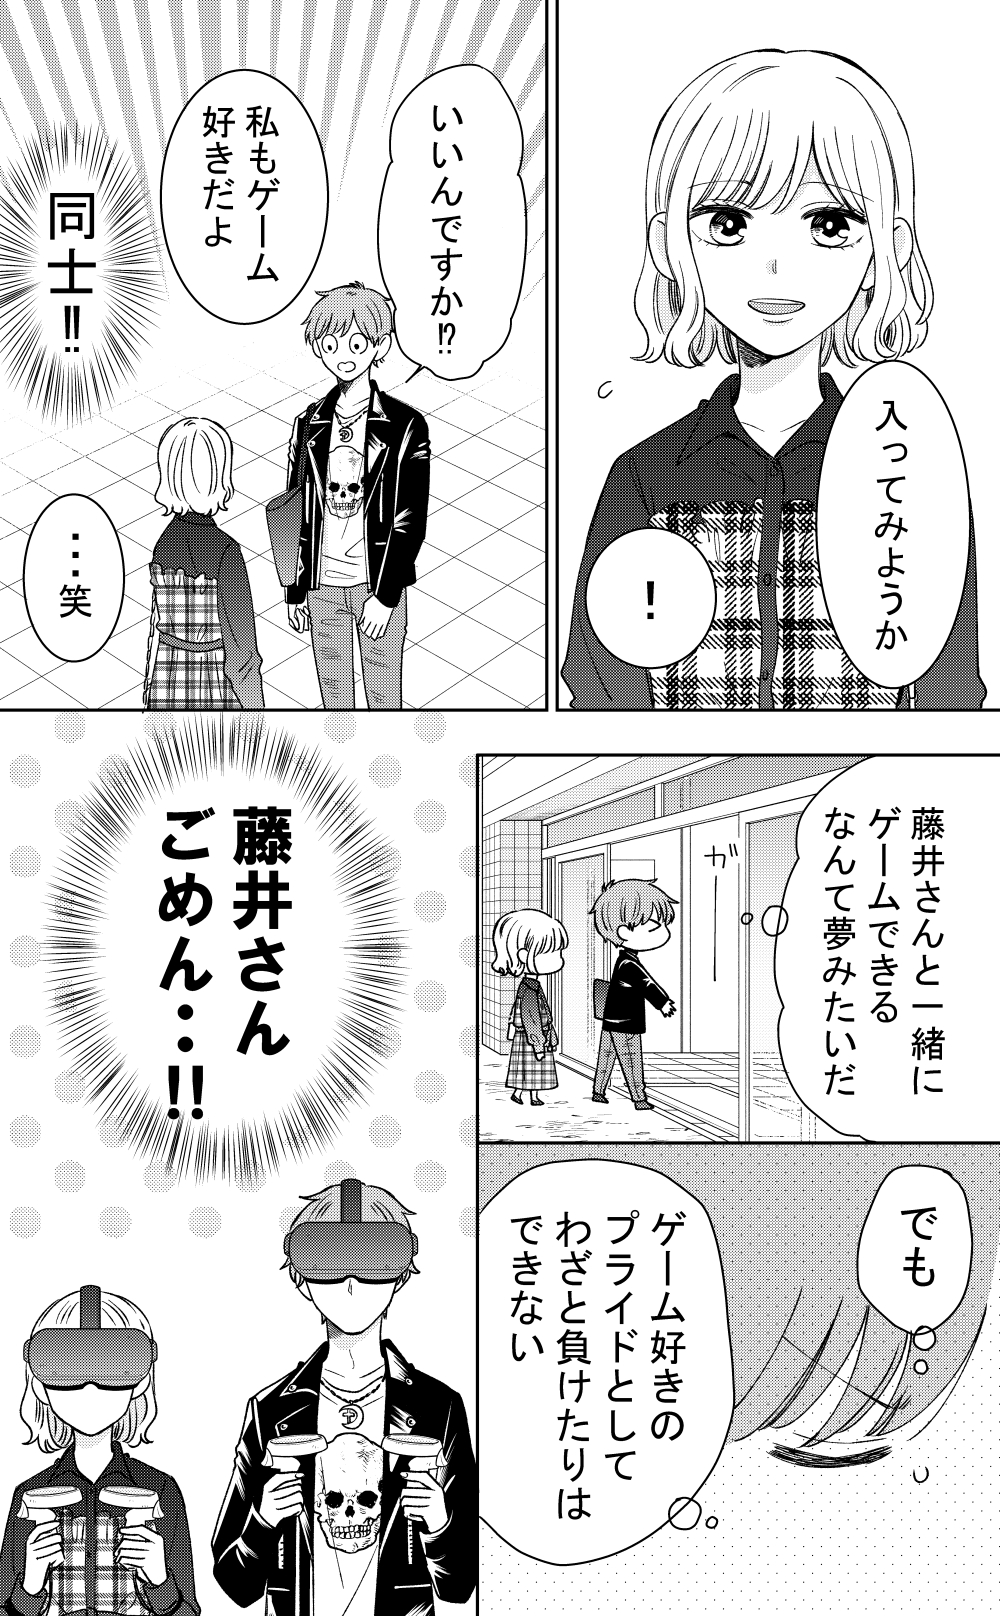 入ってみようか
！
いいんですか⁉
私もゲーム
好きだよ
同士‼
・・・笑
藤井さんと一緒に
ゲームできる
なんて夢みたいだ
ガー
でも
ゲーム好きの
プライドとして
わざと負けたりは
できない
藤井さん
ごめん・・‼